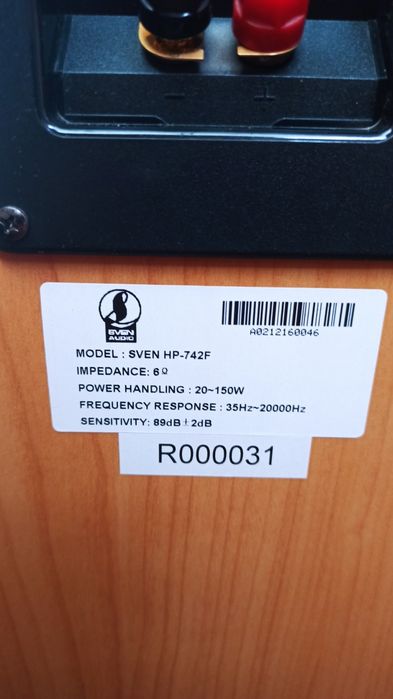 - +
SVEN
AUDIO
A0212160046
MODEL : SVEN HP-742F
IMPEDANCE: 6Ω
POWER HANDLING : 20~150W
FREQUENCY RESPONSE : 35Hz~20000Hz
SENSITIVITY: 89dB ± 2dB
R000031